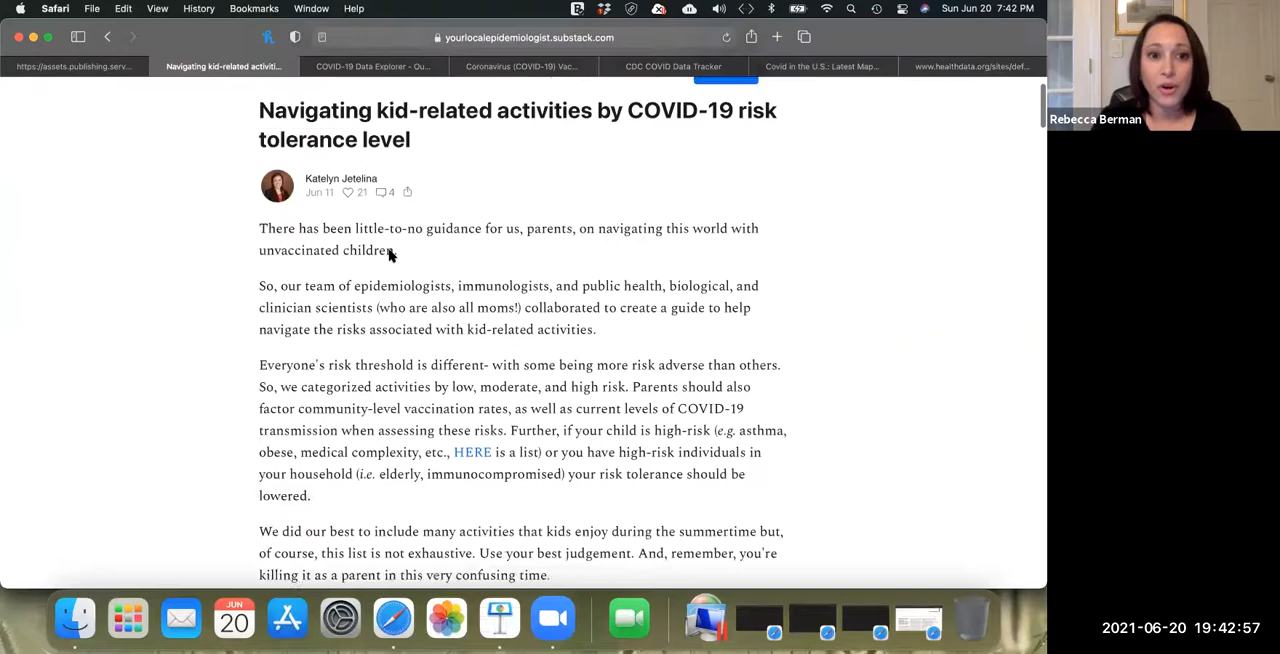 Safari File Edit View History Bookmarks Window Help Sun Jun 20 7:42 PM
yourlocalepidemiologist.substack.com
https://assets.publishing.serv... Navigating kid-related activiti... COVID-19 Data Explorer - Ou... Coronavirus (COVID-19) Vac... CDC COVID Data Tracker Covid in the U.S.: Latest Map... www.healthdata.org/sites/def...
Rebecca Berman
Navigating kid-related activities by COVID-19 risk
tolerance level
Katelyn Jetelina
Jun 11 21 4
There has been little-to-no guidance for us, parents, on navigating this world with
unvaccinated children.
So, our team of epidemiologists, immunologists, and public health, biological, and
clinician scientists (who are also all moms!) collaborated to create a guide to help
navigate the risks associated with kid-related activities.
Everyone's risk threshold is different- with some being more risk adverse than others.
So, we categorized activities by low, moderate, and high risk. Parents should also
factor community-level vaccination rates, as well as current levels of COVID-19
transmission when assessing these risks. Further, if your child is high-risk (e.g. asthma,
obese, medical complexity, etc., HERE is a list) or you have high-risk individuals in
your household (i.e. elderly, immunocompromised) your risk tolerance should be
lowered.
We did our best to include many activities that kids enjoy during the summertime but,
of course, this list is not exhaustive. Use your best judgement. And, remember, you're
killing it as a parent in this very confusing time.
JUN
20
2021-06-20 19:42:57